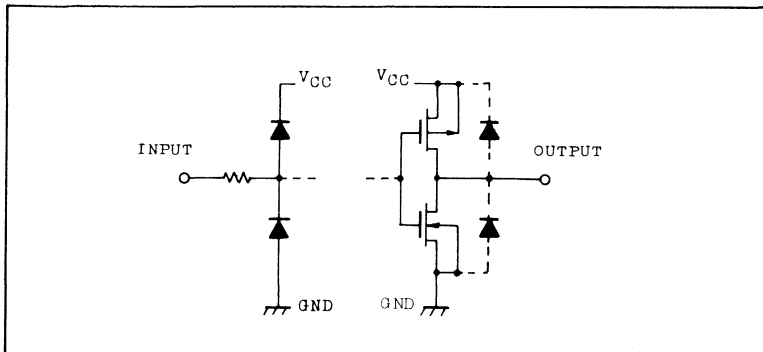 VCC
VCC
INPUT
OUTPUT
GND
GND